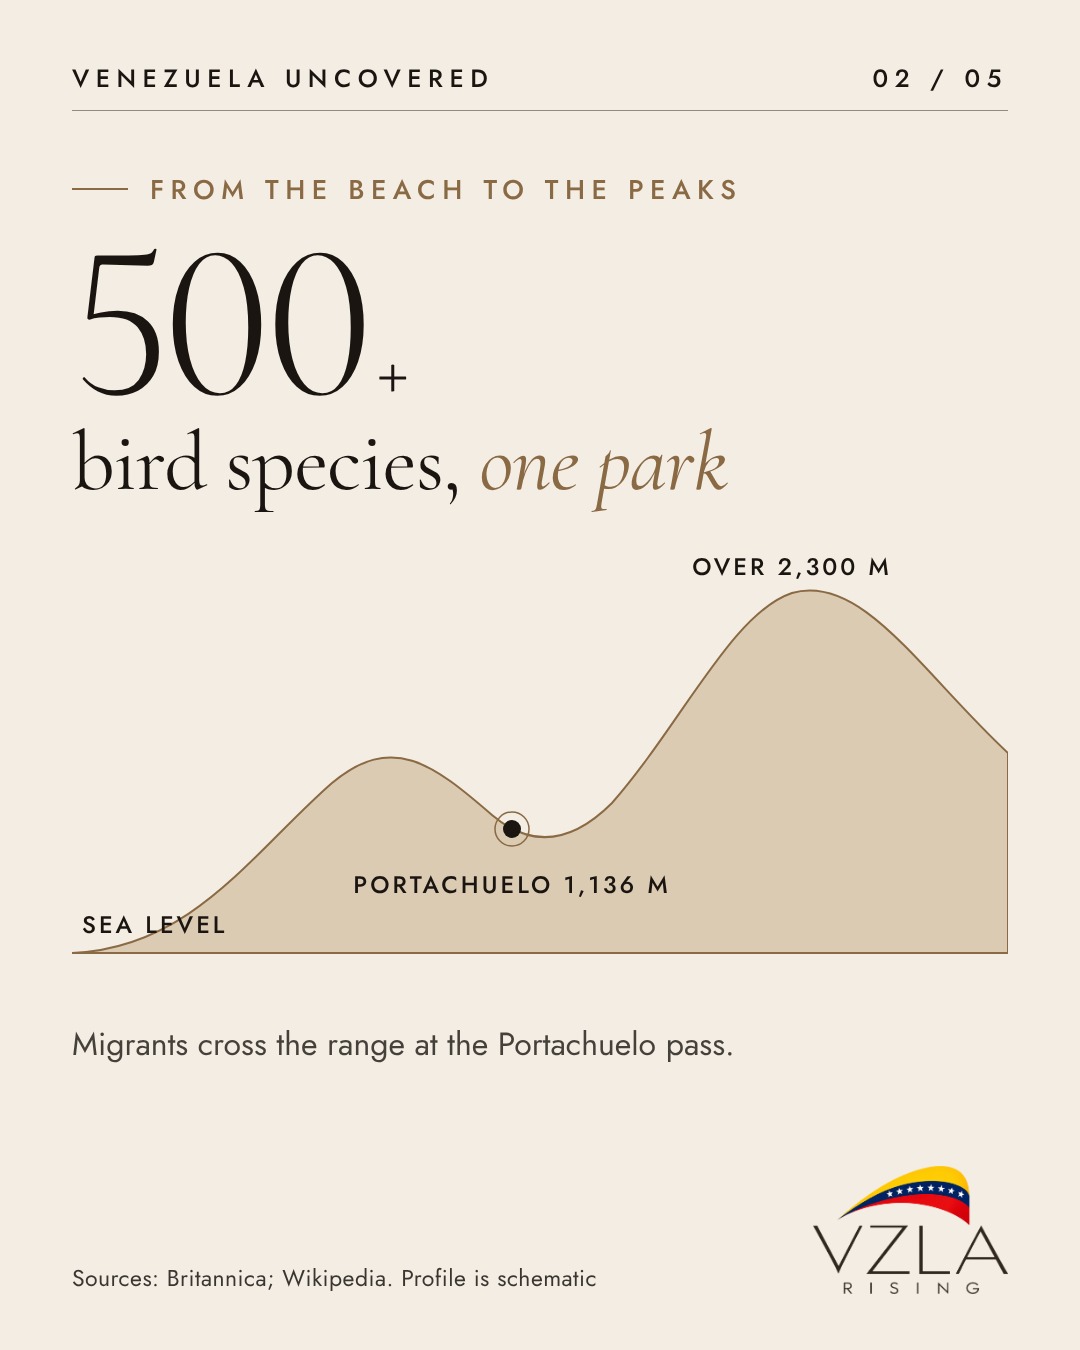 VENEZUELA UNCOVERED
02 / 05
FROM THE BEACH TO THE PEAKS
500+
bird species, one park
OVER 2,300 M
PORTACHUELO 1,136 M
SEA LEVEL
Migrants cross the range at the Portachuelo pass.
Sources: Britannica; Wikipedia. Profile is schematic
VZLA
RISING